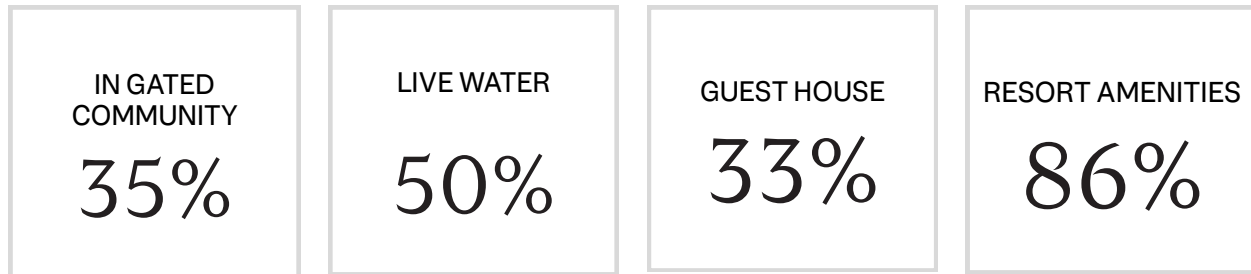 IN GATED
COMMUNITY
35%
LIVE WATER
50%
GUEST HOUSE
33%
RESORT AMENITIES
86%